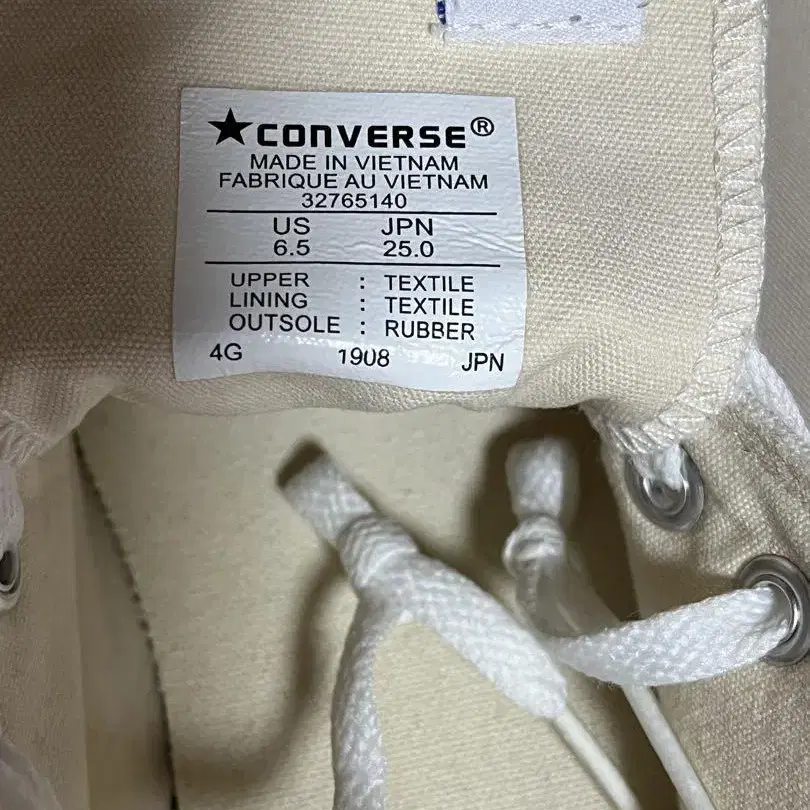 ★CONVERSE®
MADE IN VIETNAM
FABRIQUE AU VIETNAM
32765140
US JPN
6.5 25.0
UPPER : TEXTILE
LINING : TEXTILE
OUTSOLE : RUBBER
4G 1908 JPN